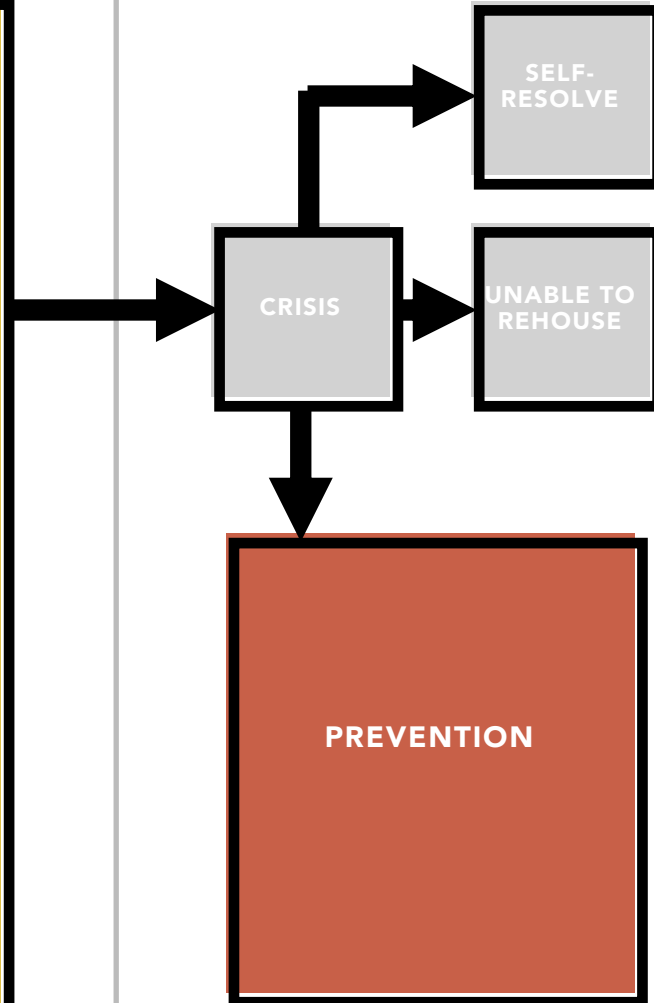 SELF-
RESOLVE
CRISIS
UNABLE TO
REHOUSE
PREVENTION